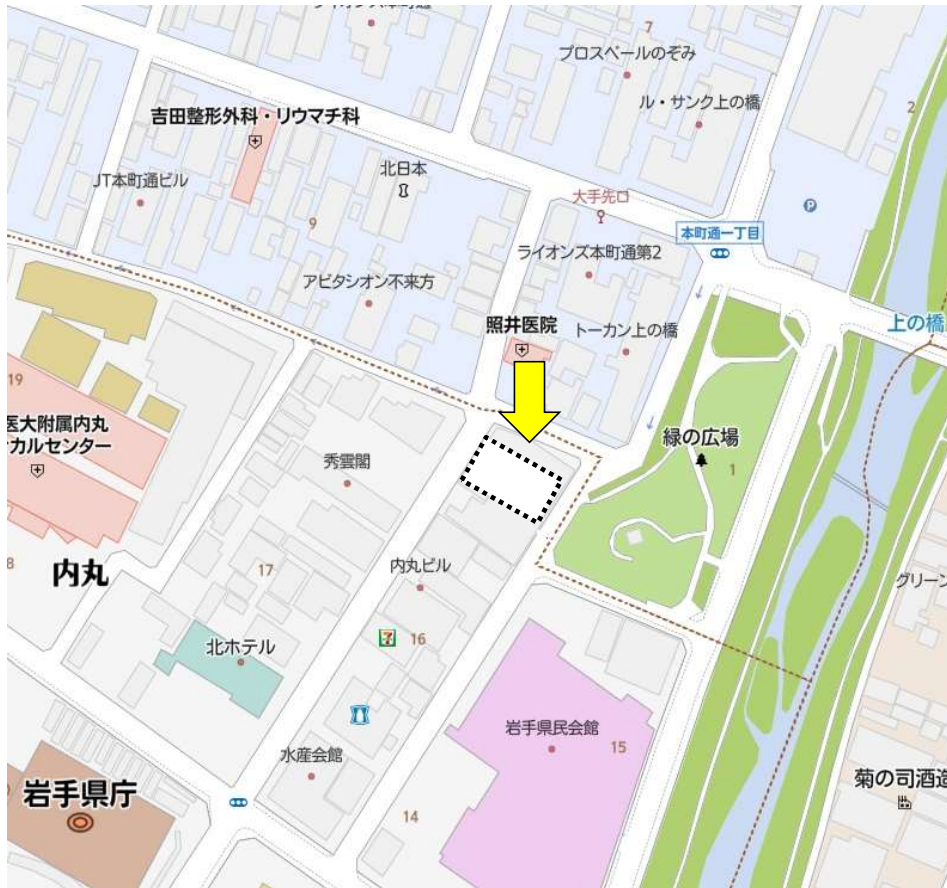 7
プロスペールのぞみ
ル・サンク上の橋
2
吉田整形外科・リウマチ科
北日本
JT本町通ビル
9
大手先口
P
本町通一丁目
ライオンズ本町通第2
アビタシオン不来方
照井医院
トーカン上の橋
上の橋
19
医大附属内丸
カルセンター
緑の広場
1
秀雲閣
内丸
17
内丸ビル
グリーン
7
16
北ホテル
岩手県民会館
15
水産会館
岩手県庁
菊の司酒造
14